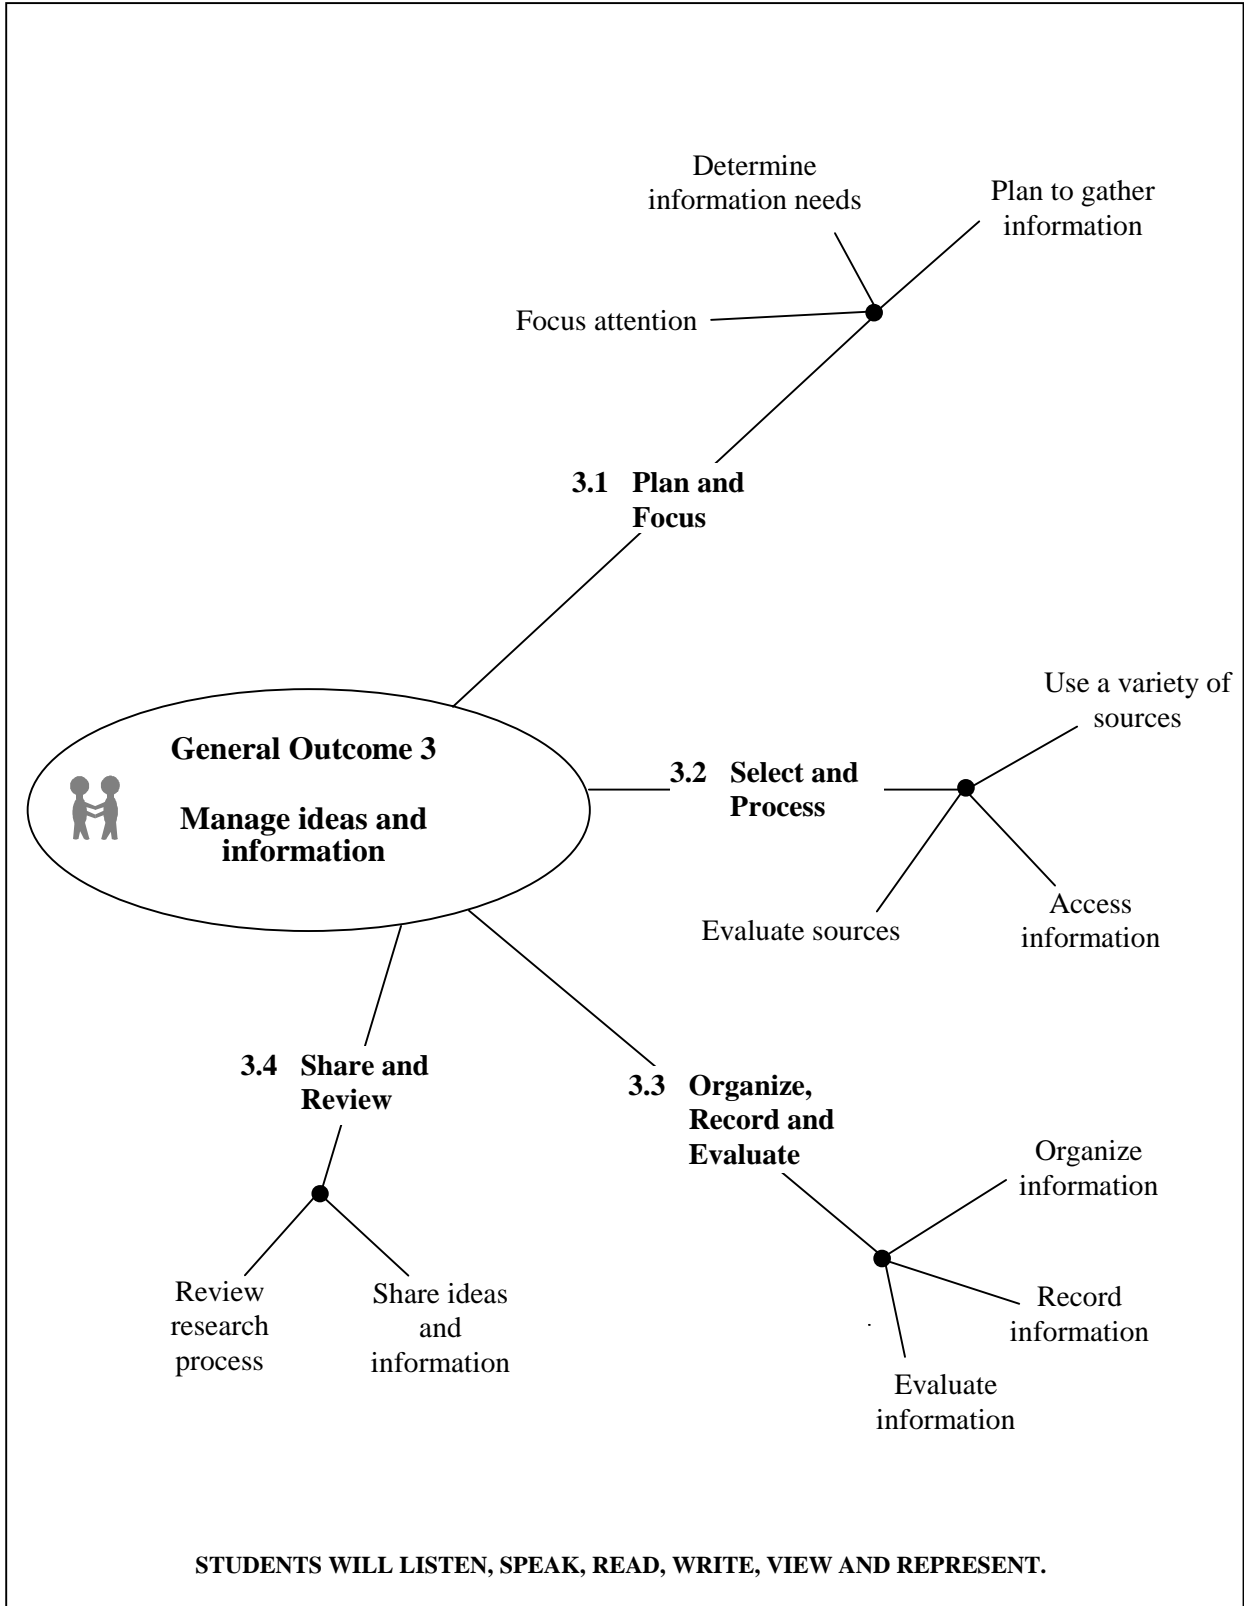 Determine
information needs
Plan to gather
information
Focus attention
3.1 Plan and
Focus
Use a variety of
sources
General Outcome 3
Manage ideas and
information
3.2 Select and
Process
Evaluate sources
Access
information
3.4 Share and
Review
3.3 Organize,
Record and
Evaluate
Organize
information
Review
research
process
Share ideas
and
information
Record
information
Evaluate
information
STUDENTS WILL LISTEN, SPEAK, READ, WRITE, VIEW AND REPRESENT.